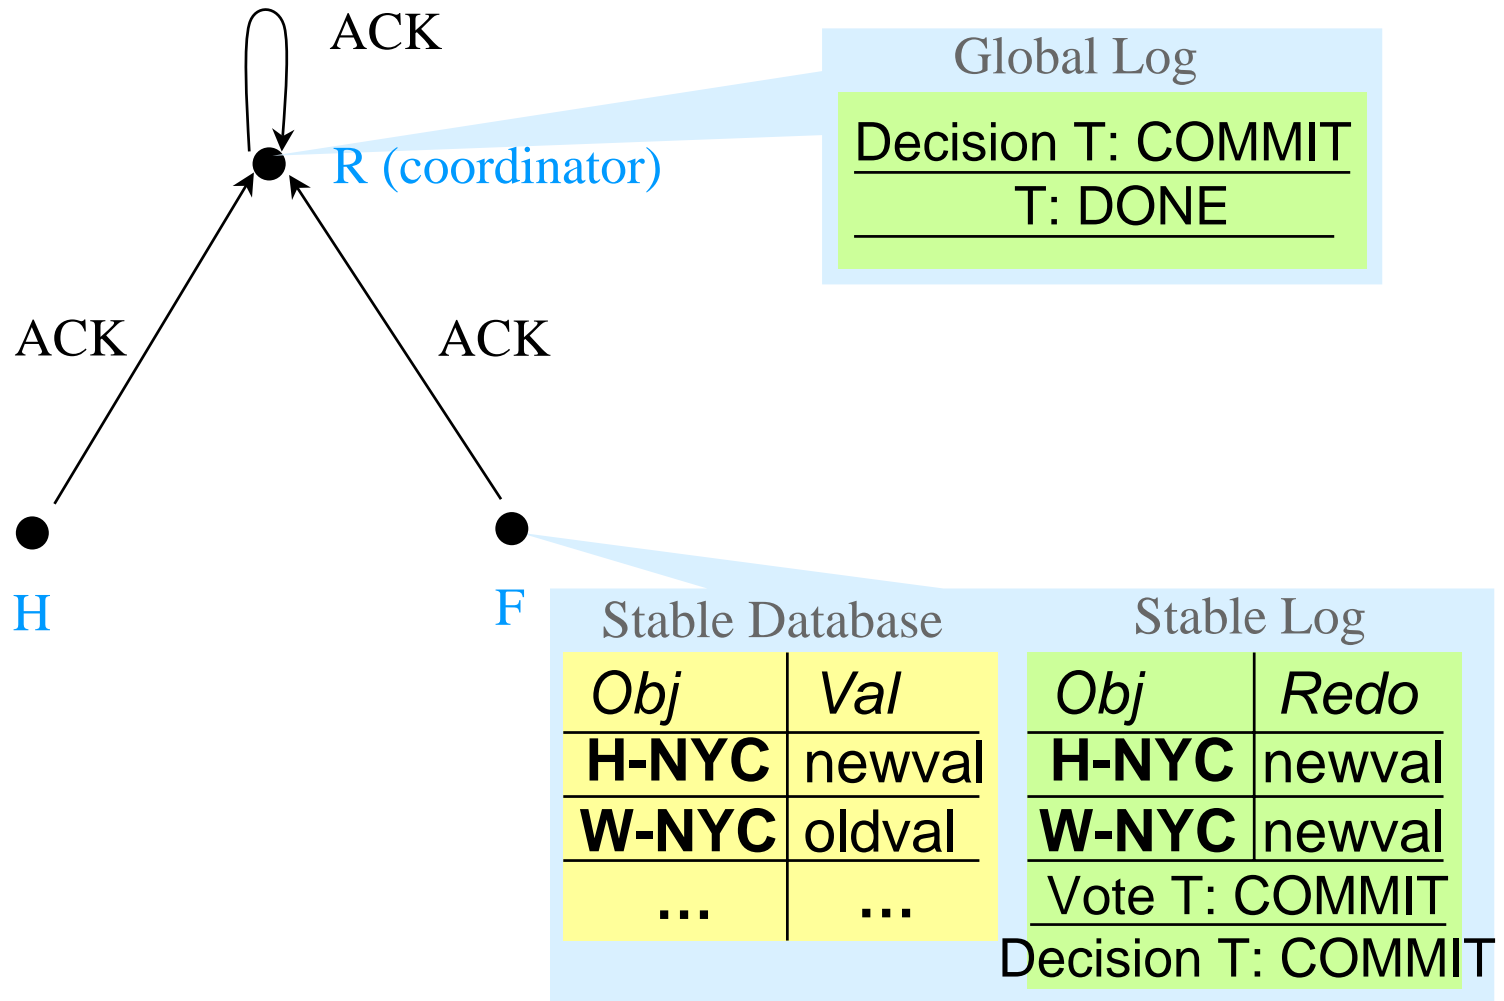 ACK
Global Log
Decision T: COMMIT
T: DONE
R (coordinator)
ACK
ACK
H
F
Stable Database
Obj Val
H-NYC newval
W-NYC oldval
... ...
Stable Log
Obj Redo
H-NYC newval
W-NYC newval
Vote T: COMMIT
Decision T: COMMIT